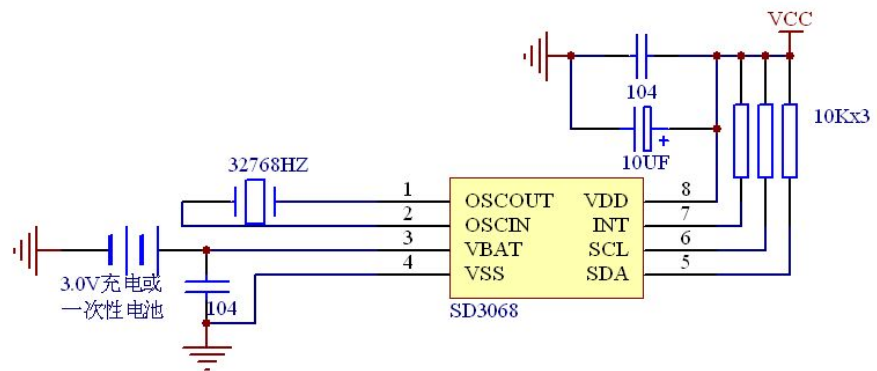 VCC
104
10Kx3
10UF
+
32768HZ
1 OSCOUT VDD 8
2 OSCIN INT 7
3 VBAT SCL 6
4 VSS SDA 5
3.0V充电或
一次性电池
104
SD3068